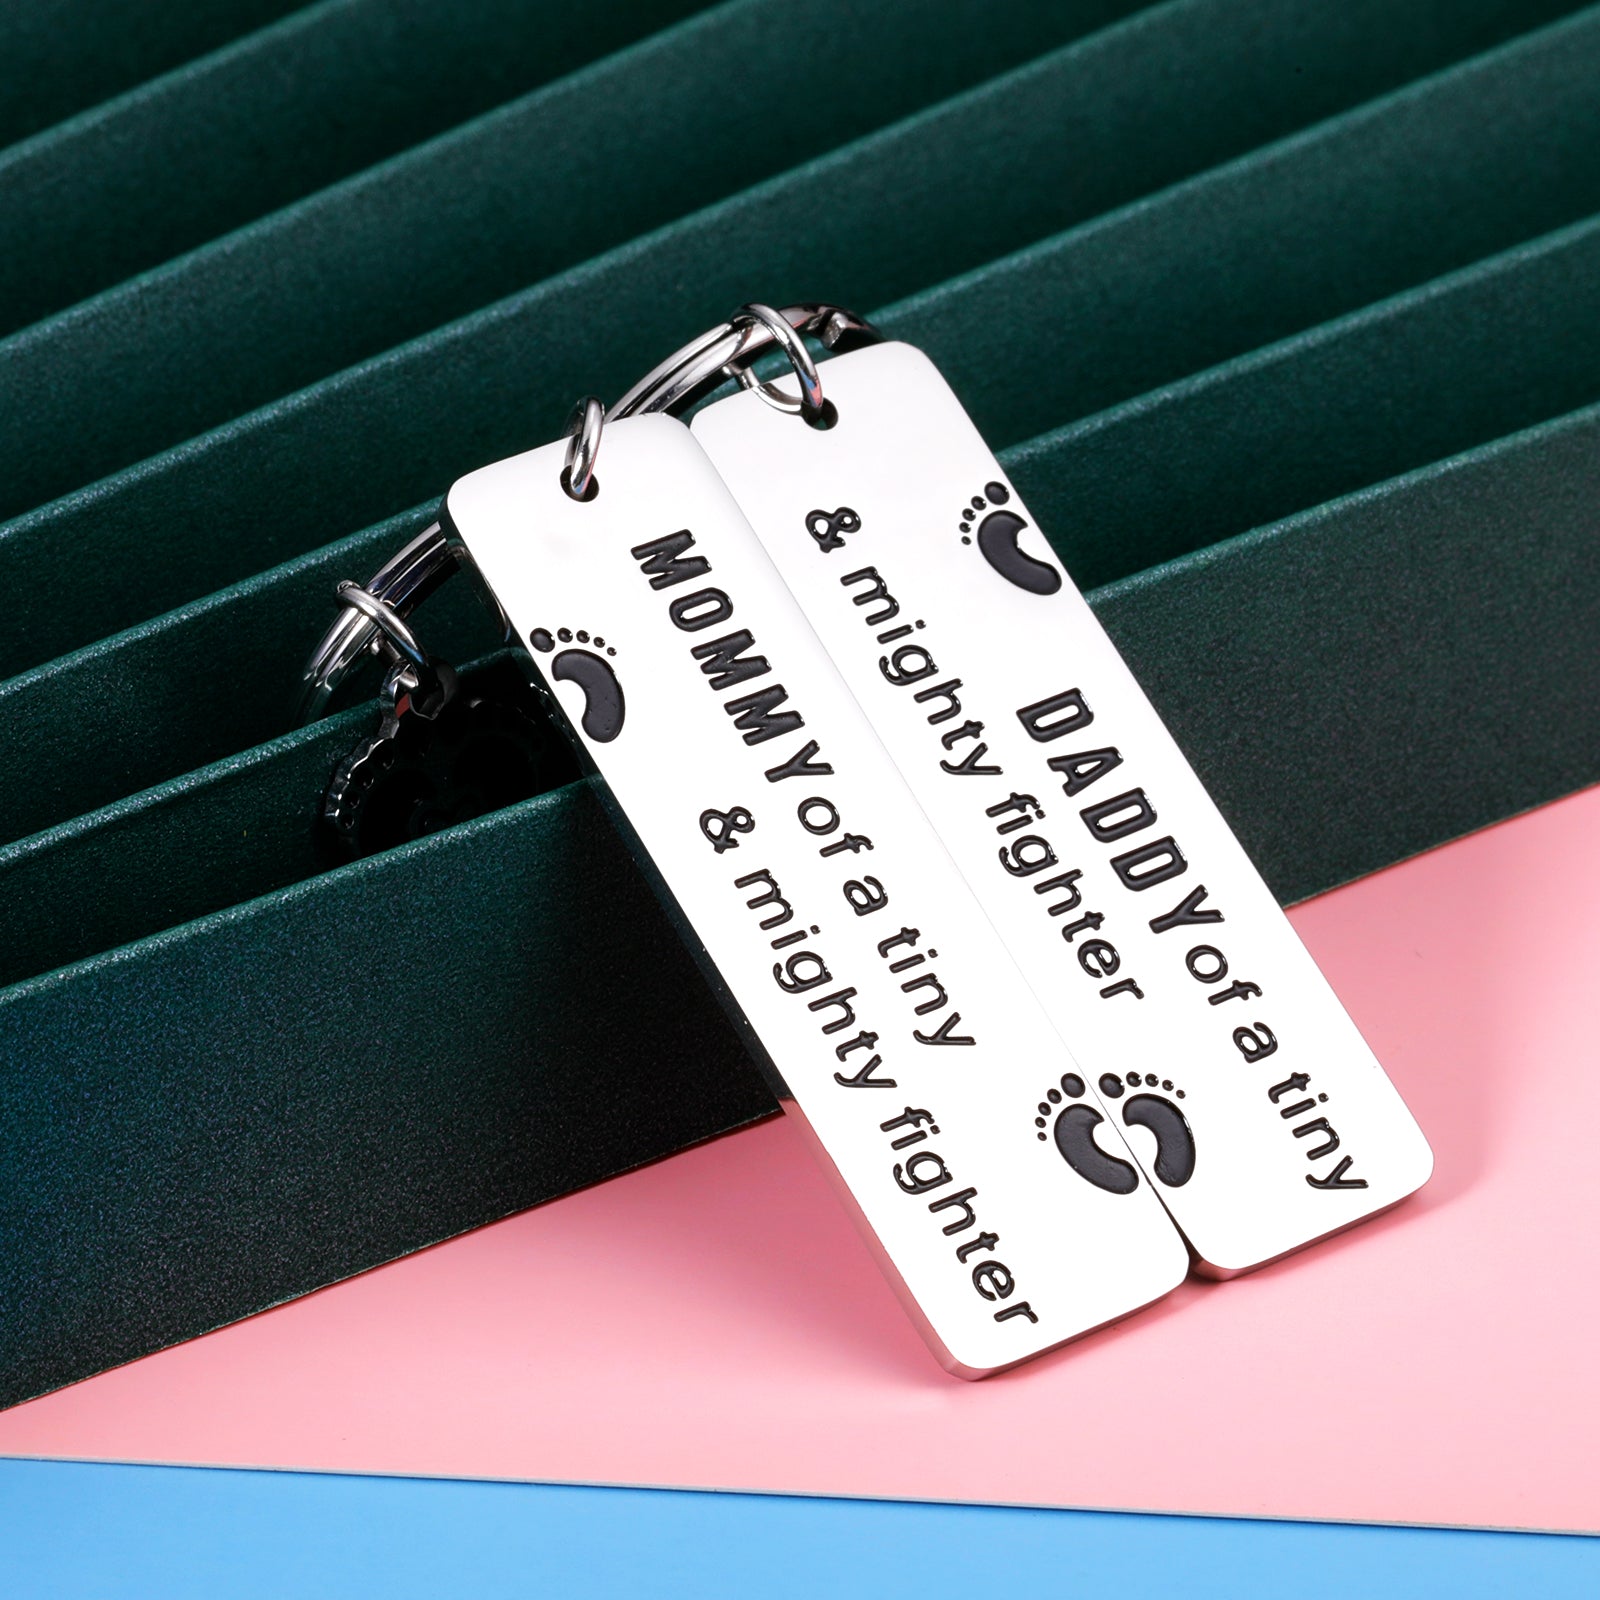 MOMMY of a tiny
& mighty fighter
DADDY of a tiny
& mighty fighter